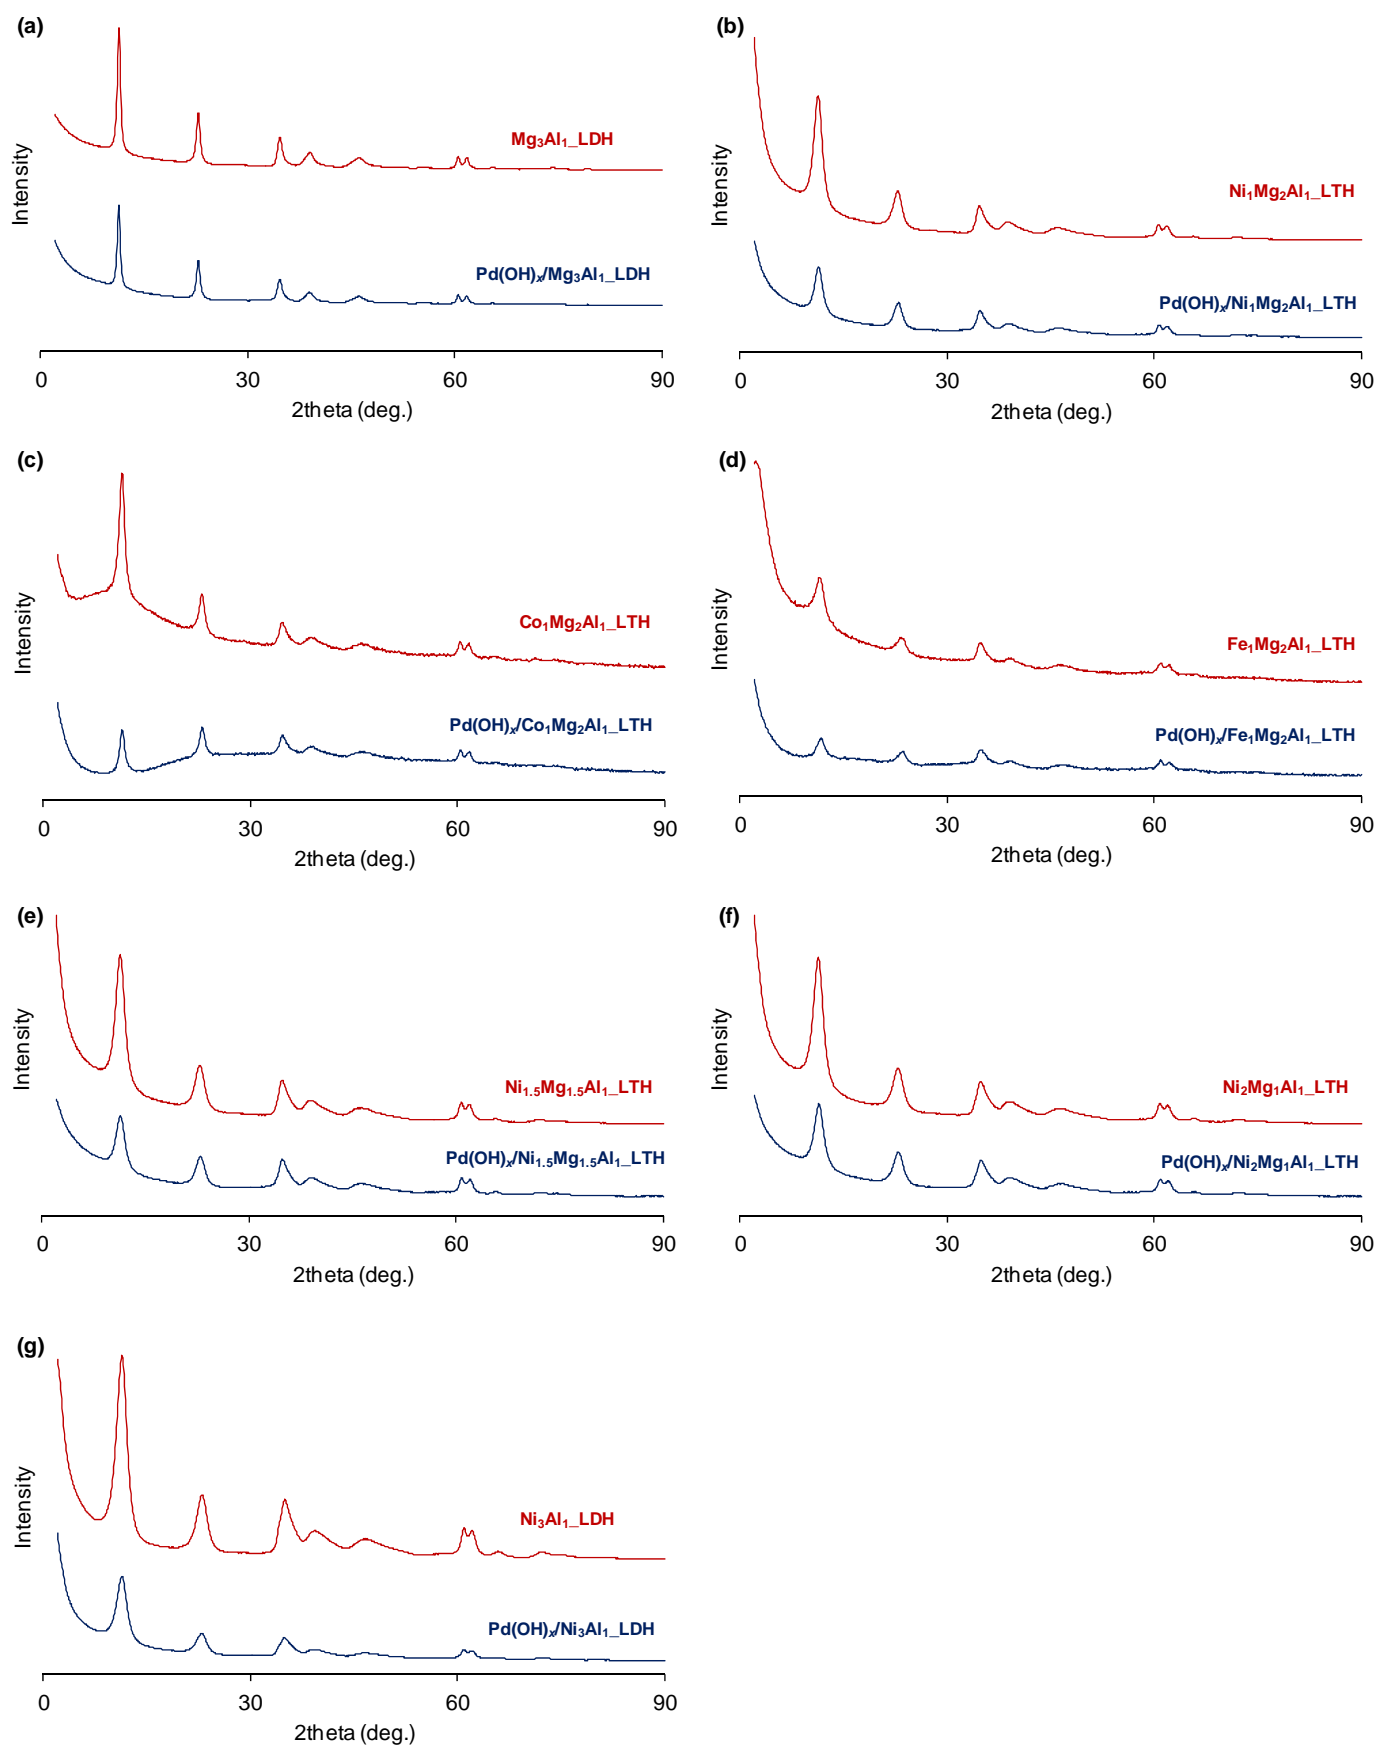 (a)
Intensity
Mg₃Al₁_LDH
Pd(OH)ₓ/Mg₃Al₁_LDH
0 30 60 90
2theta (deg.)
(b)
Intensity
Ni₁Mg₂Al₁_LTH
Pd(OH)ₓ/Ni₁Mg₂Al₁_LTH
0 30 60 90
2theta (deg.)
(c)
Intensity
Co₁Mg₂Al₁_LTH
Pd(OH)ₓ/Co₁Mg₂Al₁_LTH
0 30 60 90
2theta (deg.)
(d)
Intensity
Fe₁Mg₂Al₁_LTH
Pd(OH)ₓ/Fe₁Mg₂Al₁_LTH
0 30 60 90
2theta (deg.)
(e)
Intensity
Ni₁.₅Mg₁.₅Al₁_LTH
Pd(OH)ₓ/Ni₁.₅Mg₁.₅Al₁_LTH
0 30 60 90
2theta (deg.)
(f)
Intensity
Ni₂Mg₁Al₁_LTH
Pd(OH)ₓ/Ni₂Mg₁Al₁_LTH
0 30 60 90
2theta (deg.)
(g)
Intensity
Ni₃Al₁_LDH
Pd(OH)ₓ/Ni₃Al₁_LDH
0 30 60 90
2theta (deg.)